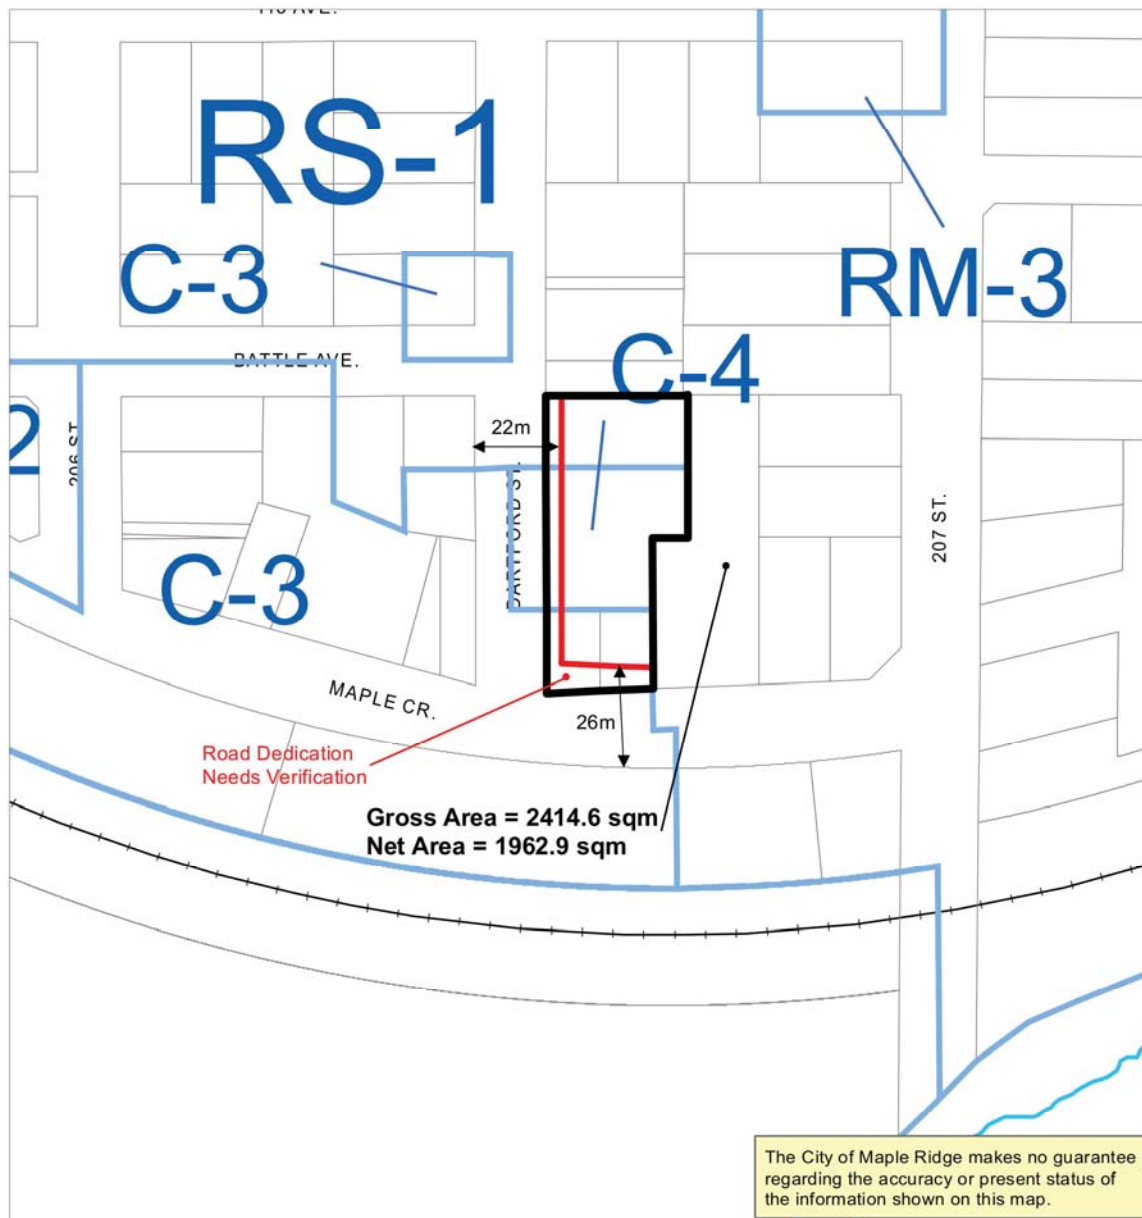 RS-1
C-3
RM-3
C-4
BATTLE AVE.
2
22m
206 ST.
DARTFORD ST.
207 ST.
C-3
MAPLE CR.
26m
Road Dedication
Needs Verification
Gross Area = 2414.6 sqm
Net Area = 1962.9 sqm
The City of Maple Ridge makes no guarantee
regarding the accuracy or present status of
the information shown on this map.